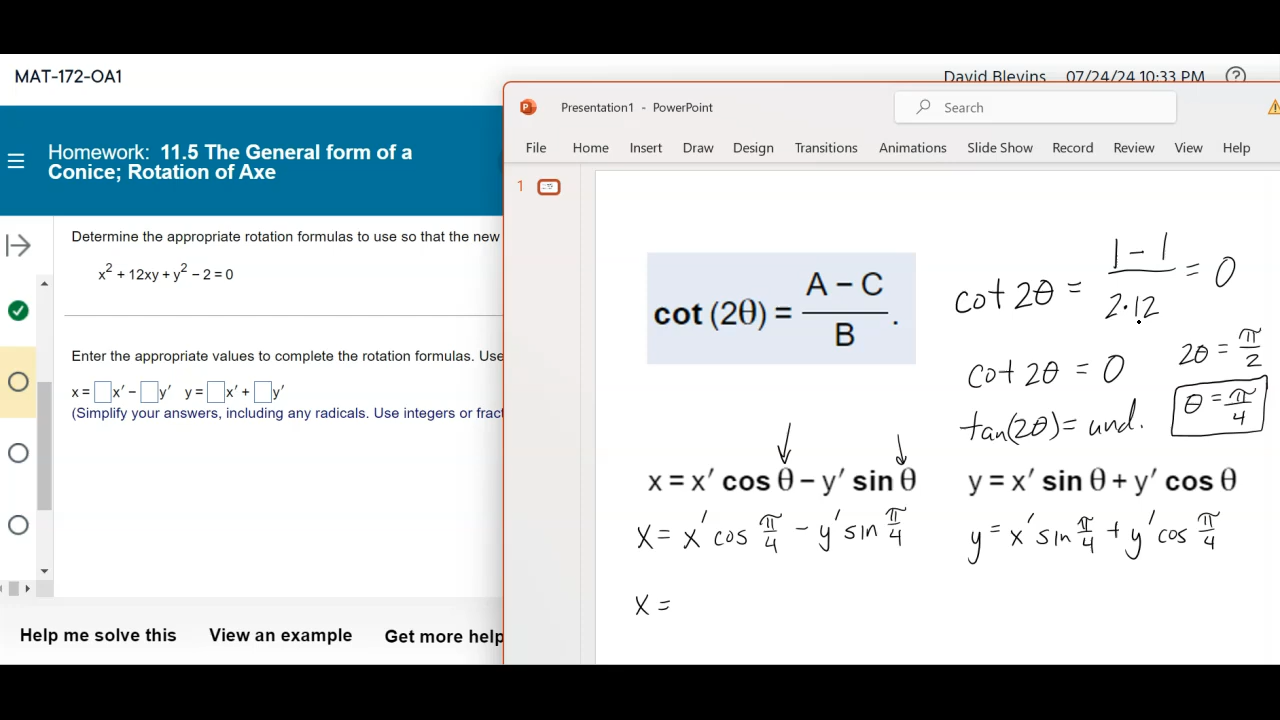 MAT-172-OA1
David Blevins 07/24/24 10:33 PM ?
Homework: 11.5 The General form of a
Conice; Rotation of Axe
Determine the appropriate rotation formulas to use so that the new
x² + 12xy + y² − 2 = 0
Enter the appropriate values to complete the rotation formulas. Use
x = x′ − y′ y = x′ + y′
(Simplify your answers, including any radicals. Use integers or fract
Help me solve this View an example Get more help
Presentation1 - PowerPoint
Search
File Home Insert Draw Design Transitions Animations Slide Show Record Review View Help
1
cot (2θ) = (A − C)/B .
cot 2θ = (1 − 1)/(2·12) = 0
cot 2θ = 0
2θ = π/2
tan(2θ) = und.
θ = π/4
x = x′ cos θ − y′ sin θ
y = x′ sin θ + y′ cos θ
x = x′ cos π/4 − y′ sin π/4
y = x′ sin π/4 + y′ cos π/4
x =